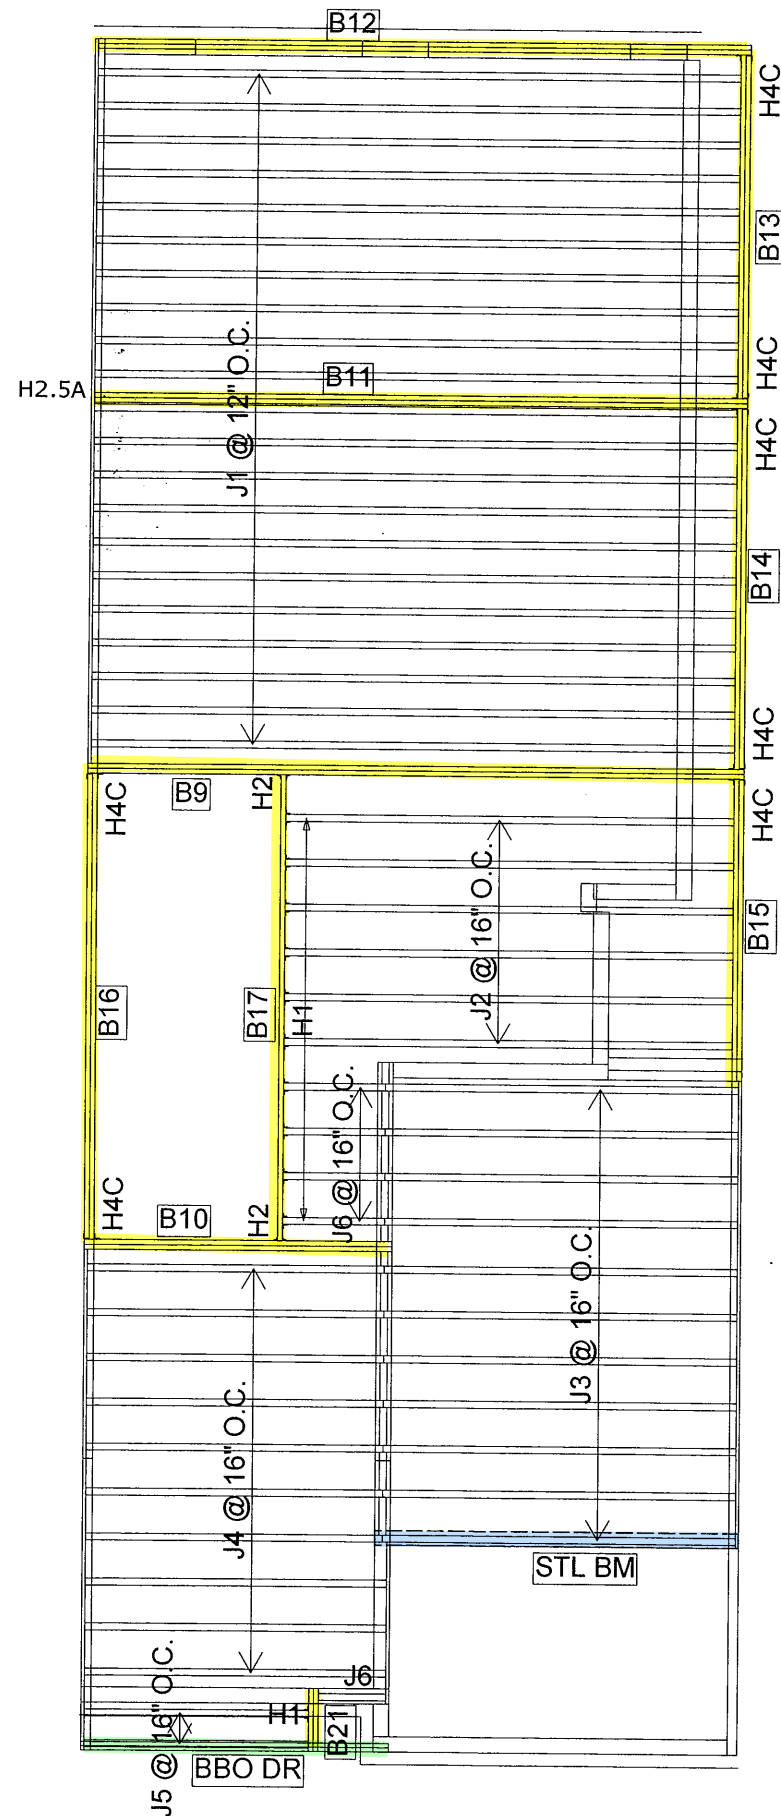 B12
H4C
B13
J1 @ 12" O.C.
H4C
B11
H2.5A
H4C
B14
H4C
B9
H4C
H2
H4C
J2 @ 16" O.C.
B15
B16
B17
H1
J6 @ 16" O.C.
H4C
B10
H2
J3 @ 16" O.C.
J4 @ 16" O.C.
STL BM
J6
J5 @ 16" O.C.
H1
B21
BBO DR